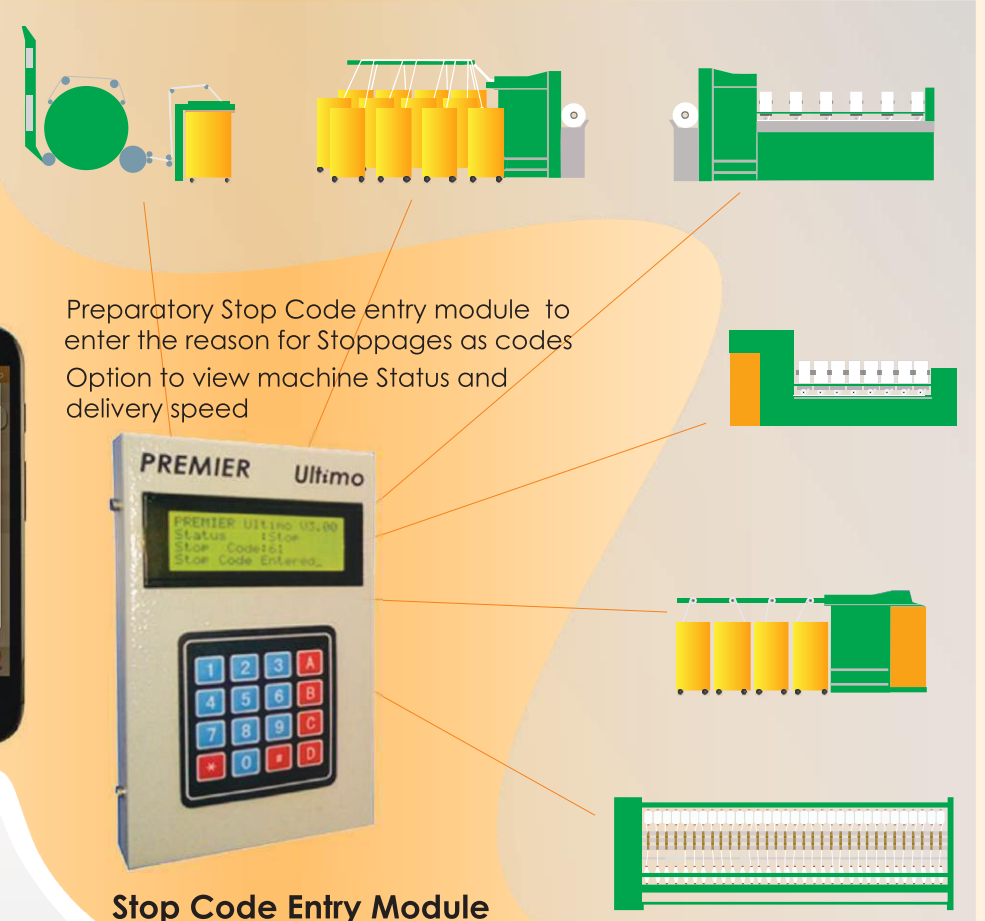 Preparatory Stop Code entry module to
enter the reason for Stoppages as codes
Option to view machine Status and
delivery speed
PREMIER Ultimo
PREMIER Ultimo V3.00
Status :Stop
Stop Code:61
Stop Code Entered_
1 2 3 A
4 5 6 B
7 8 9 C
* 0 # D
Stop Code Entry Module